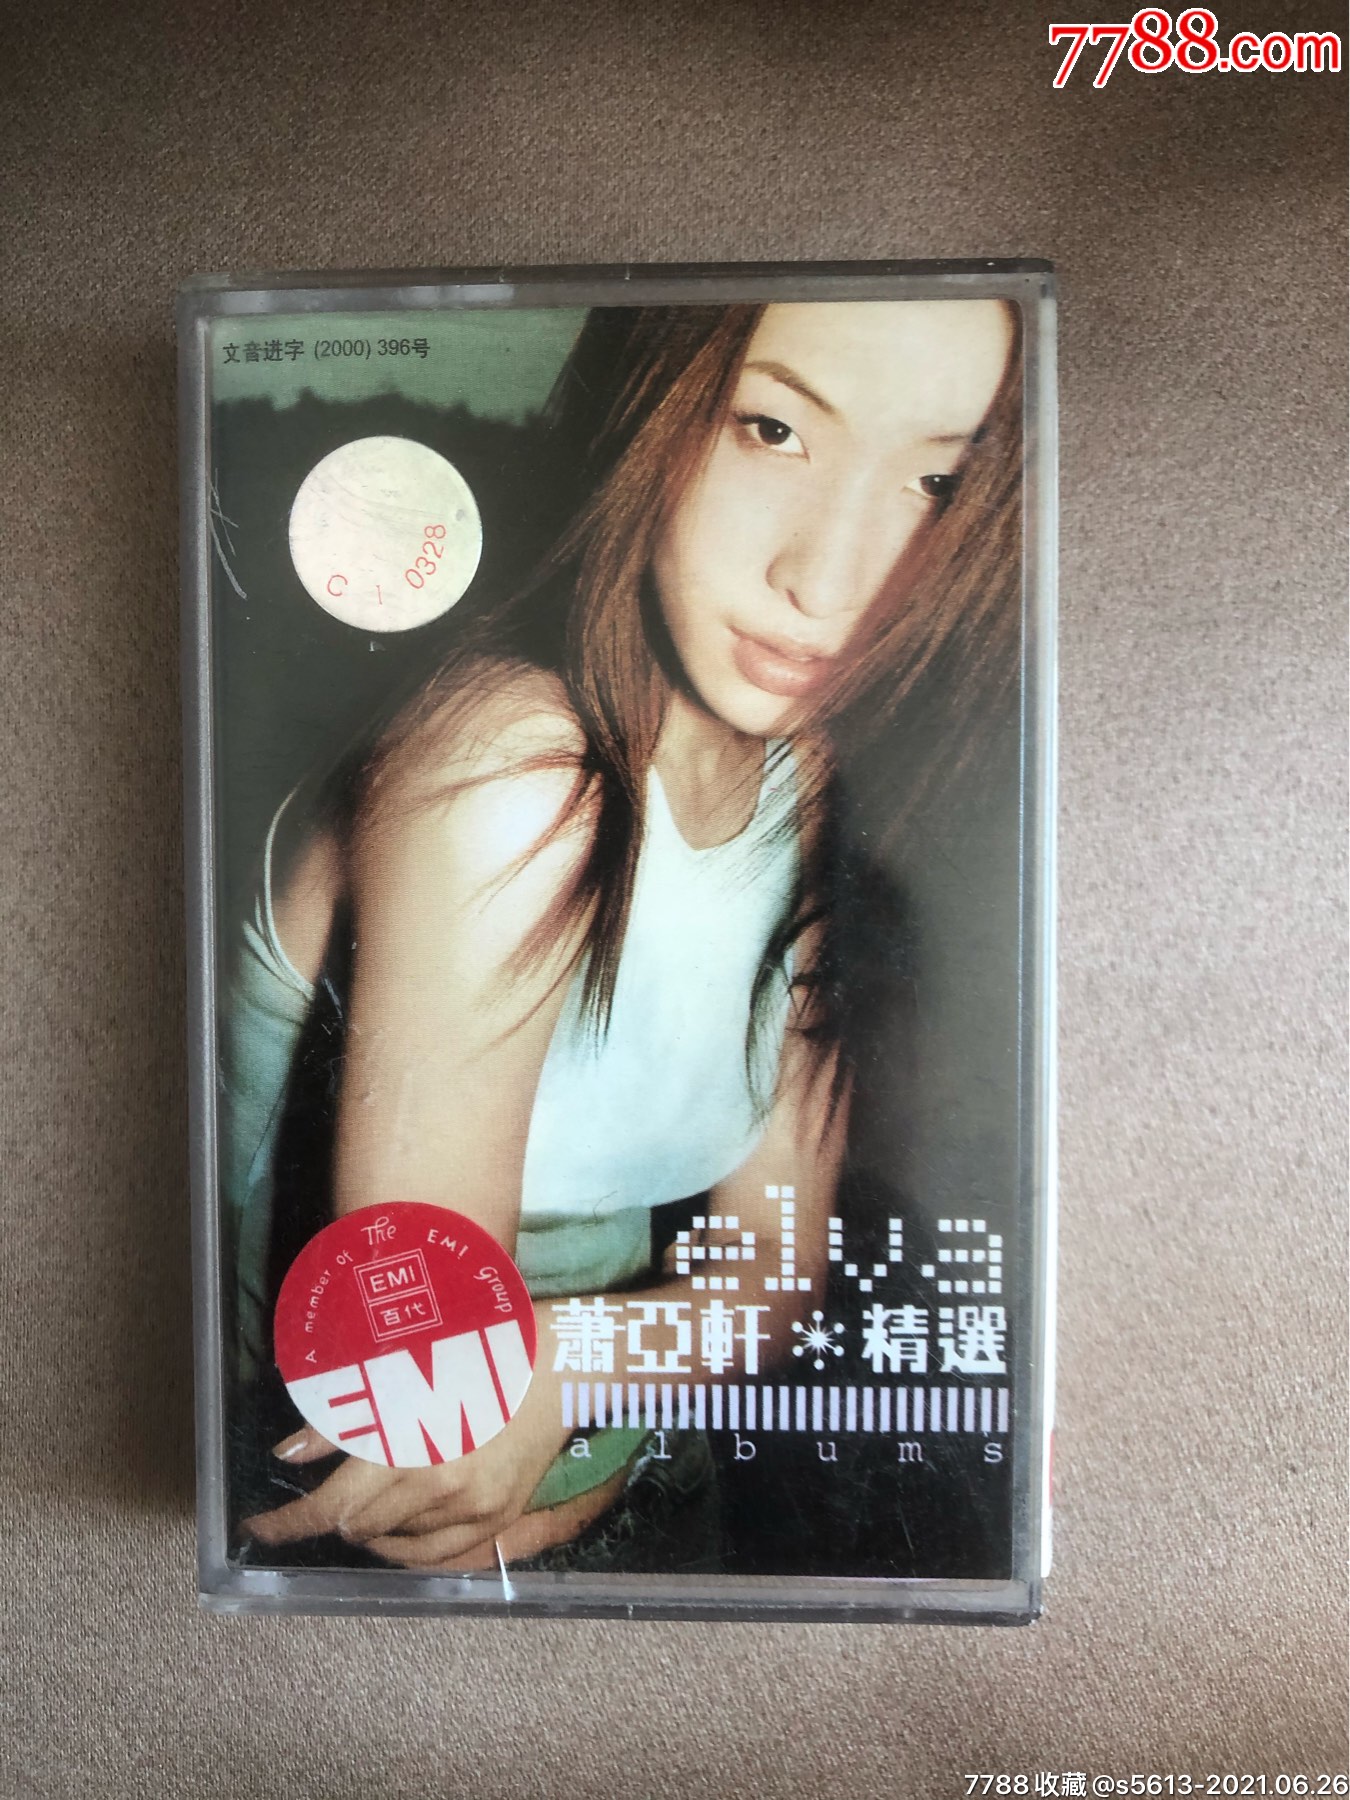 7788.com
文音进字 (2000) 396号
C 1 0328
A member of The EMI Group
EMI
百代
EMI
elva
蕭亞軒 精選
albums
7788收藏@s5613-2021.06.26